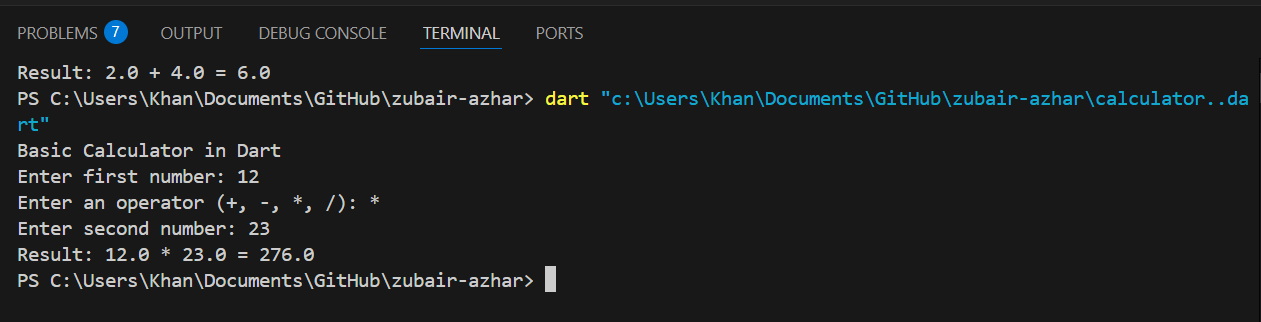 PROBLEMS 7 OUTPUT DEBUG CONSOLE TERMINAL PORTS
Result: 2.0 + 4.0 = 6.0
PS C:\Users\Khan\Documents\GitHub\zubair-azhar> dart "c:\Users\Khan\Documents\GitHub\zubair-azhar\calculator..da
rt"
Basic Calculator in Dart
Enter first number: 12
Enter an operator (+, -, *, /): *
Enter second number: 23
Result: 12.0 * 23.0 = 276.0
PS C:\Users\Khan\Documents\GitHub\zubair-azhar>